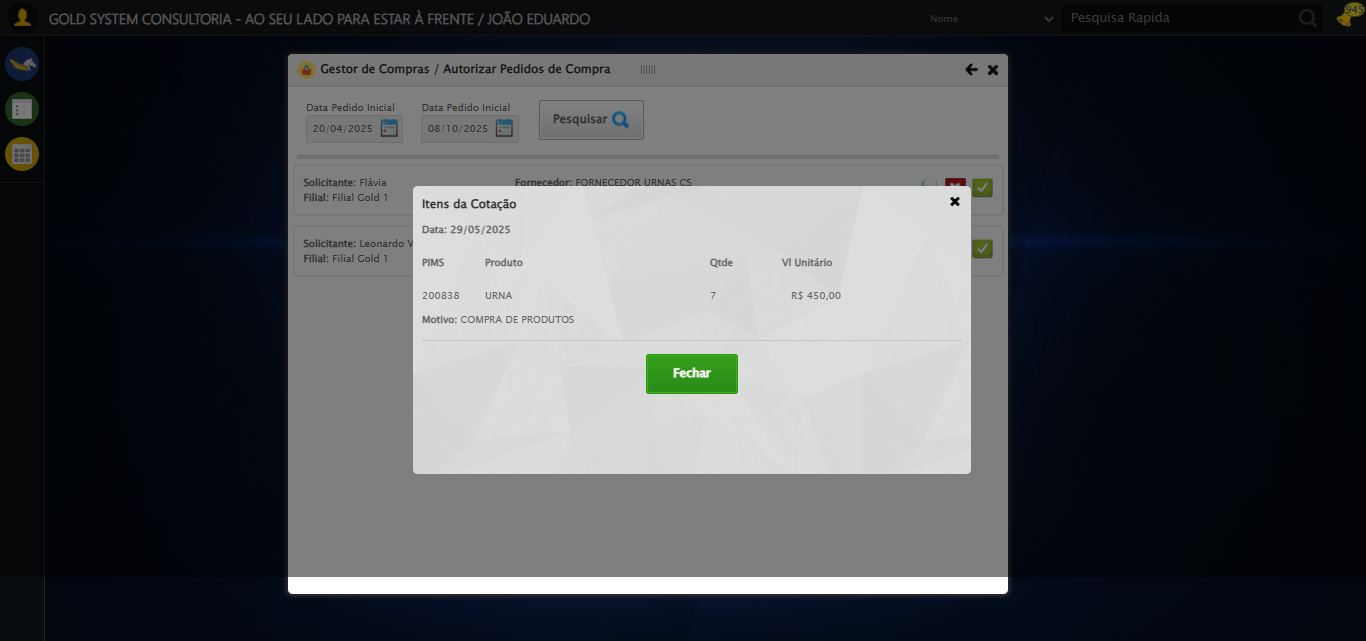 GOLD SYSTEM CONSULTORIA - AO SEU LADO PARA ESTAR À FRENTE / JOÃO EDUARDO
Nome
Pesquisa Rapida
945
Gestor de Compras / Autorizar Pedidos de Compra
Data Pedido Inicial
Data Pedido Inicial
20/04/2025
08/10/2025
Pesquisar
Solicitante: Flávia
Fornecedor: FORNECEDOR URNAS CS
Filial: Filial Gold 1
Solicitante: Leonardo V
Filial: Filial Gold 1
Itens da Cotação
Data: 29/05/2025
PIMS Produto Qtde Vl Unitário
200838 URNA 7 R$ 450,00
Motivo: COMPRA DE PRODUTOS
Fechar